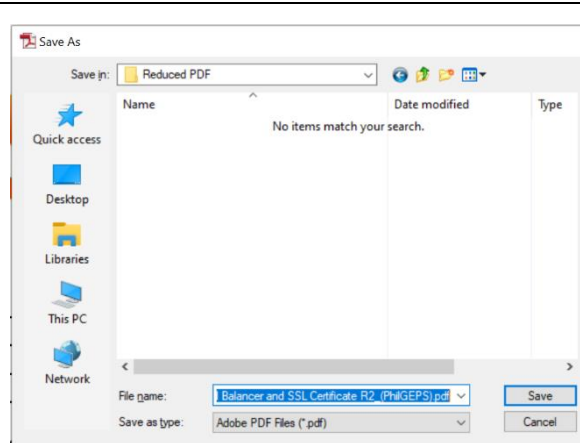 Save As
Save in: Reduced PDF
Name Date modified Type
No items match your search.
Quick access
Desktop
Libraries
This PC
Network
File name: Balancer and SSL Certificate R2_(PhilGEPS).pdf Save
Save as type: Adobe PDF Files (*.pdf) Cancel